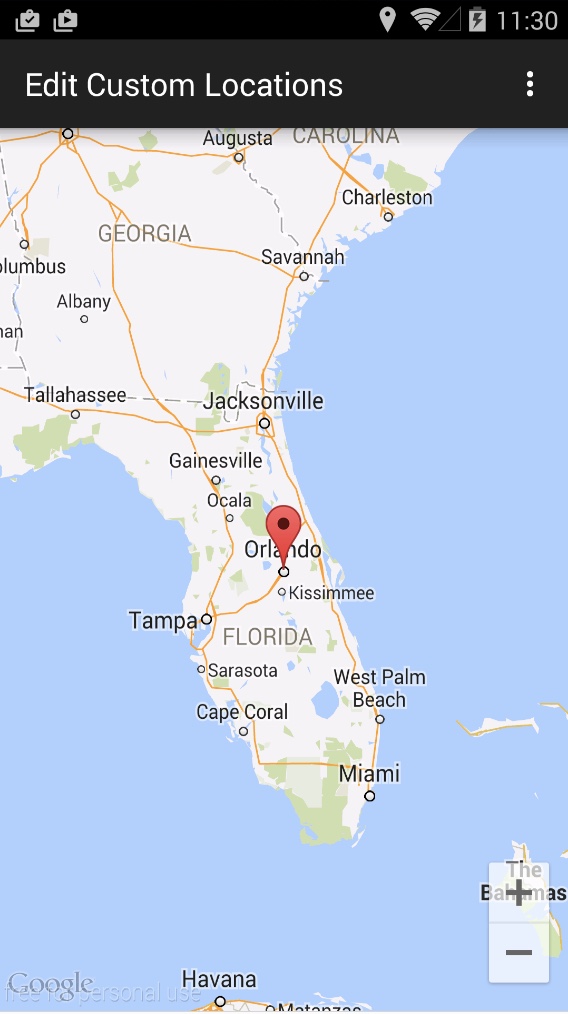 11:30
Edit Custom Locations
CAROLINA
Augusta
Charleston
GEORGIA
Savannah
olumbus
Albany
nan
Tallahassee
Jacksonville
Gainesville
Ocala
Orlando
Kissimmee
Tampa
FLORIDA
Sarasota
West Palm
Beach
Cape Coral
Miami
The
Bahamas
Google
free for personal use
Havana
Matanzas